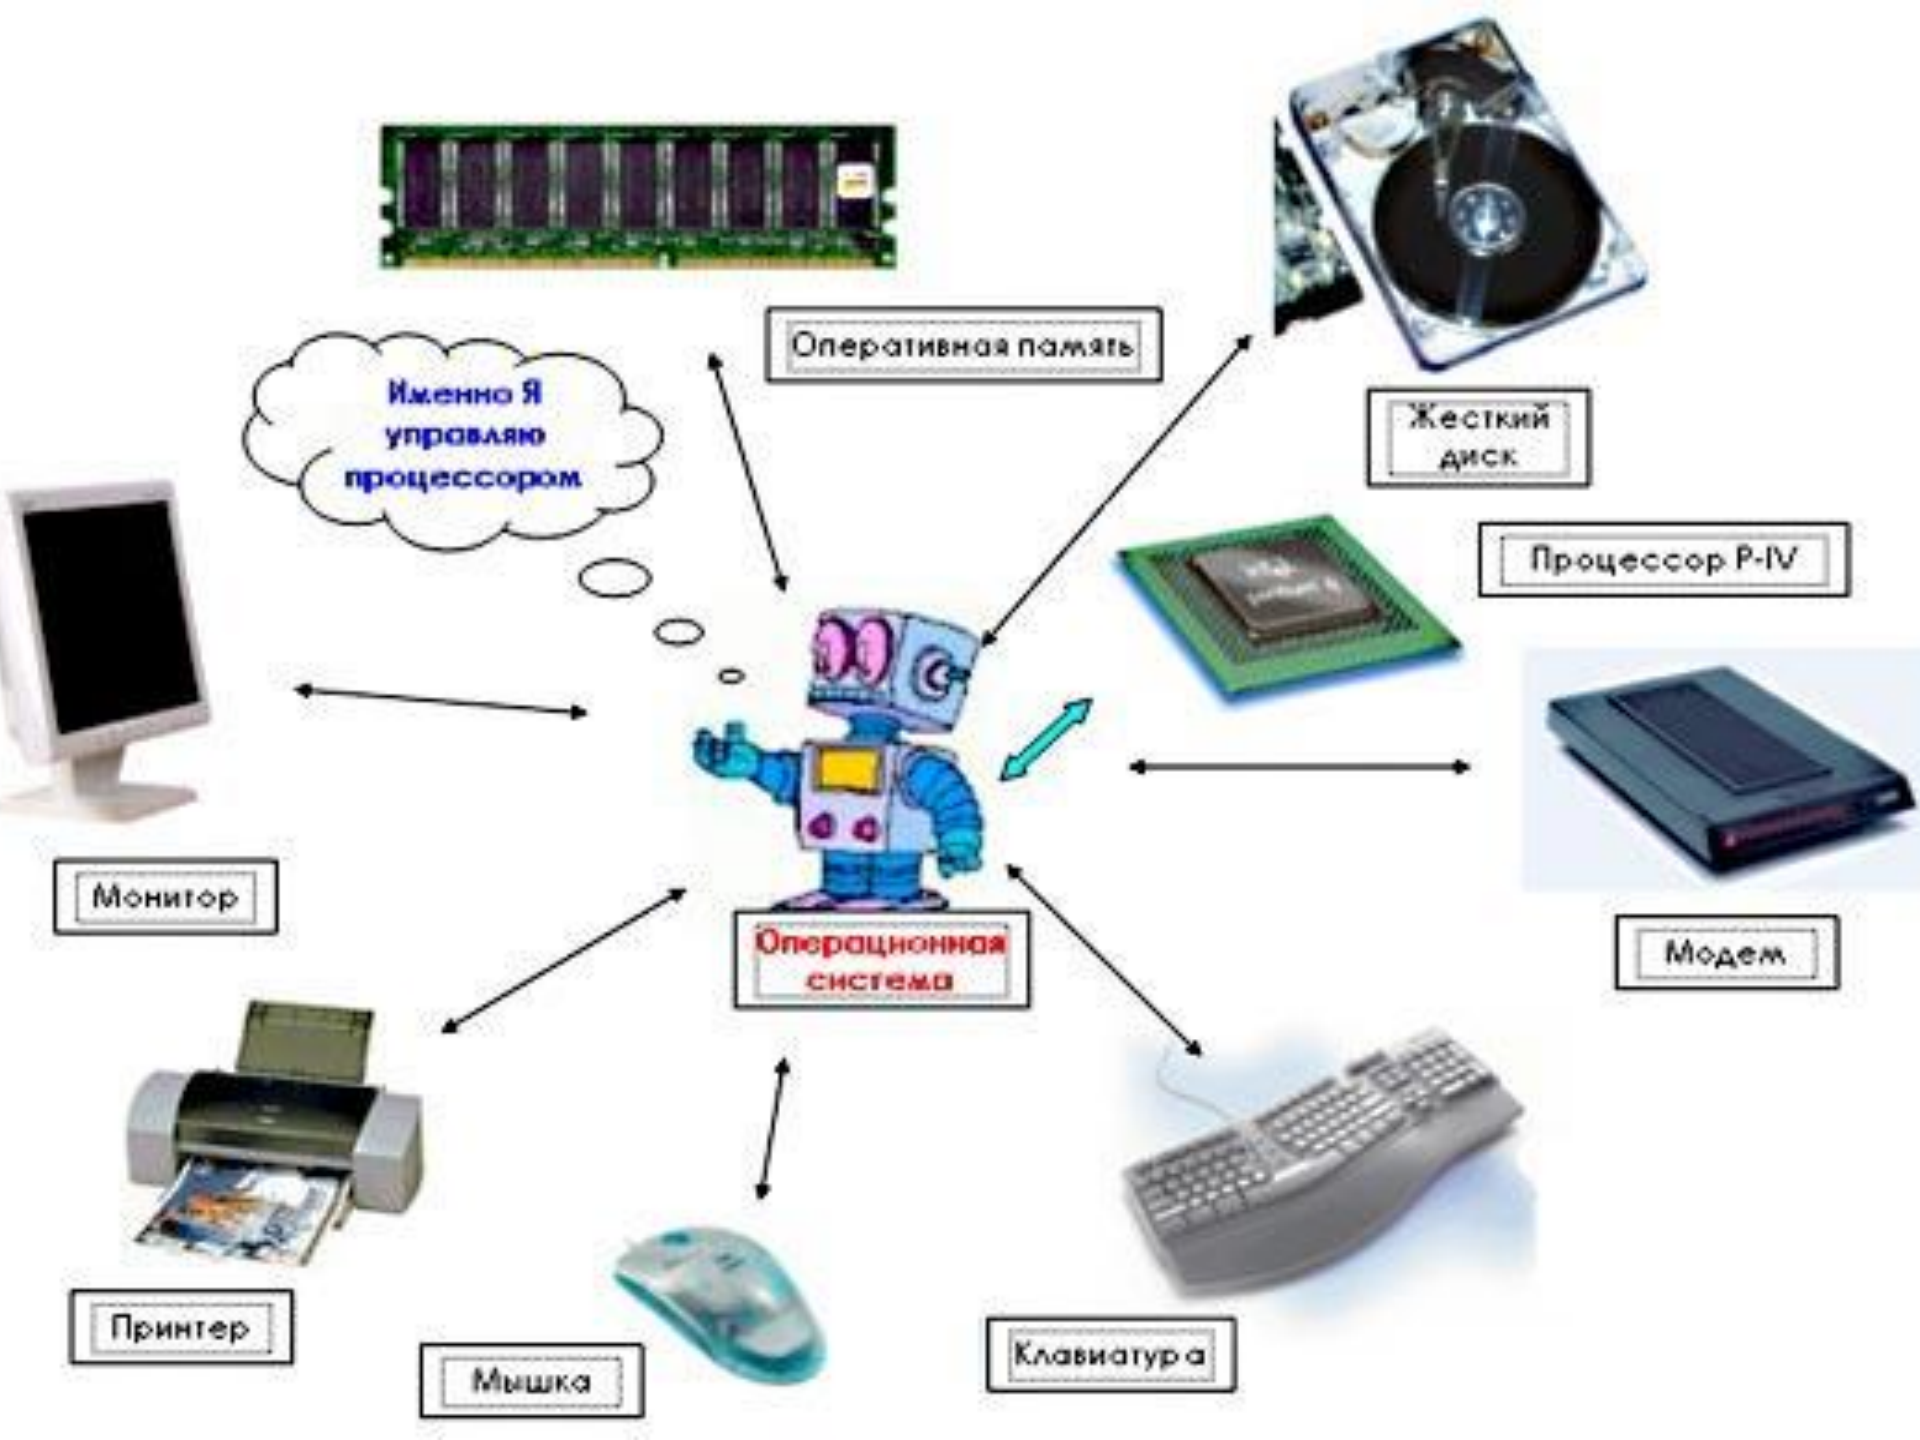 Оперативная память
Именно Я
управляю
процессором
Жесткий
диск
Процессор P-IV
Монитор
Операционная
система
Модем
Принтер
Мышка
Клавиатура